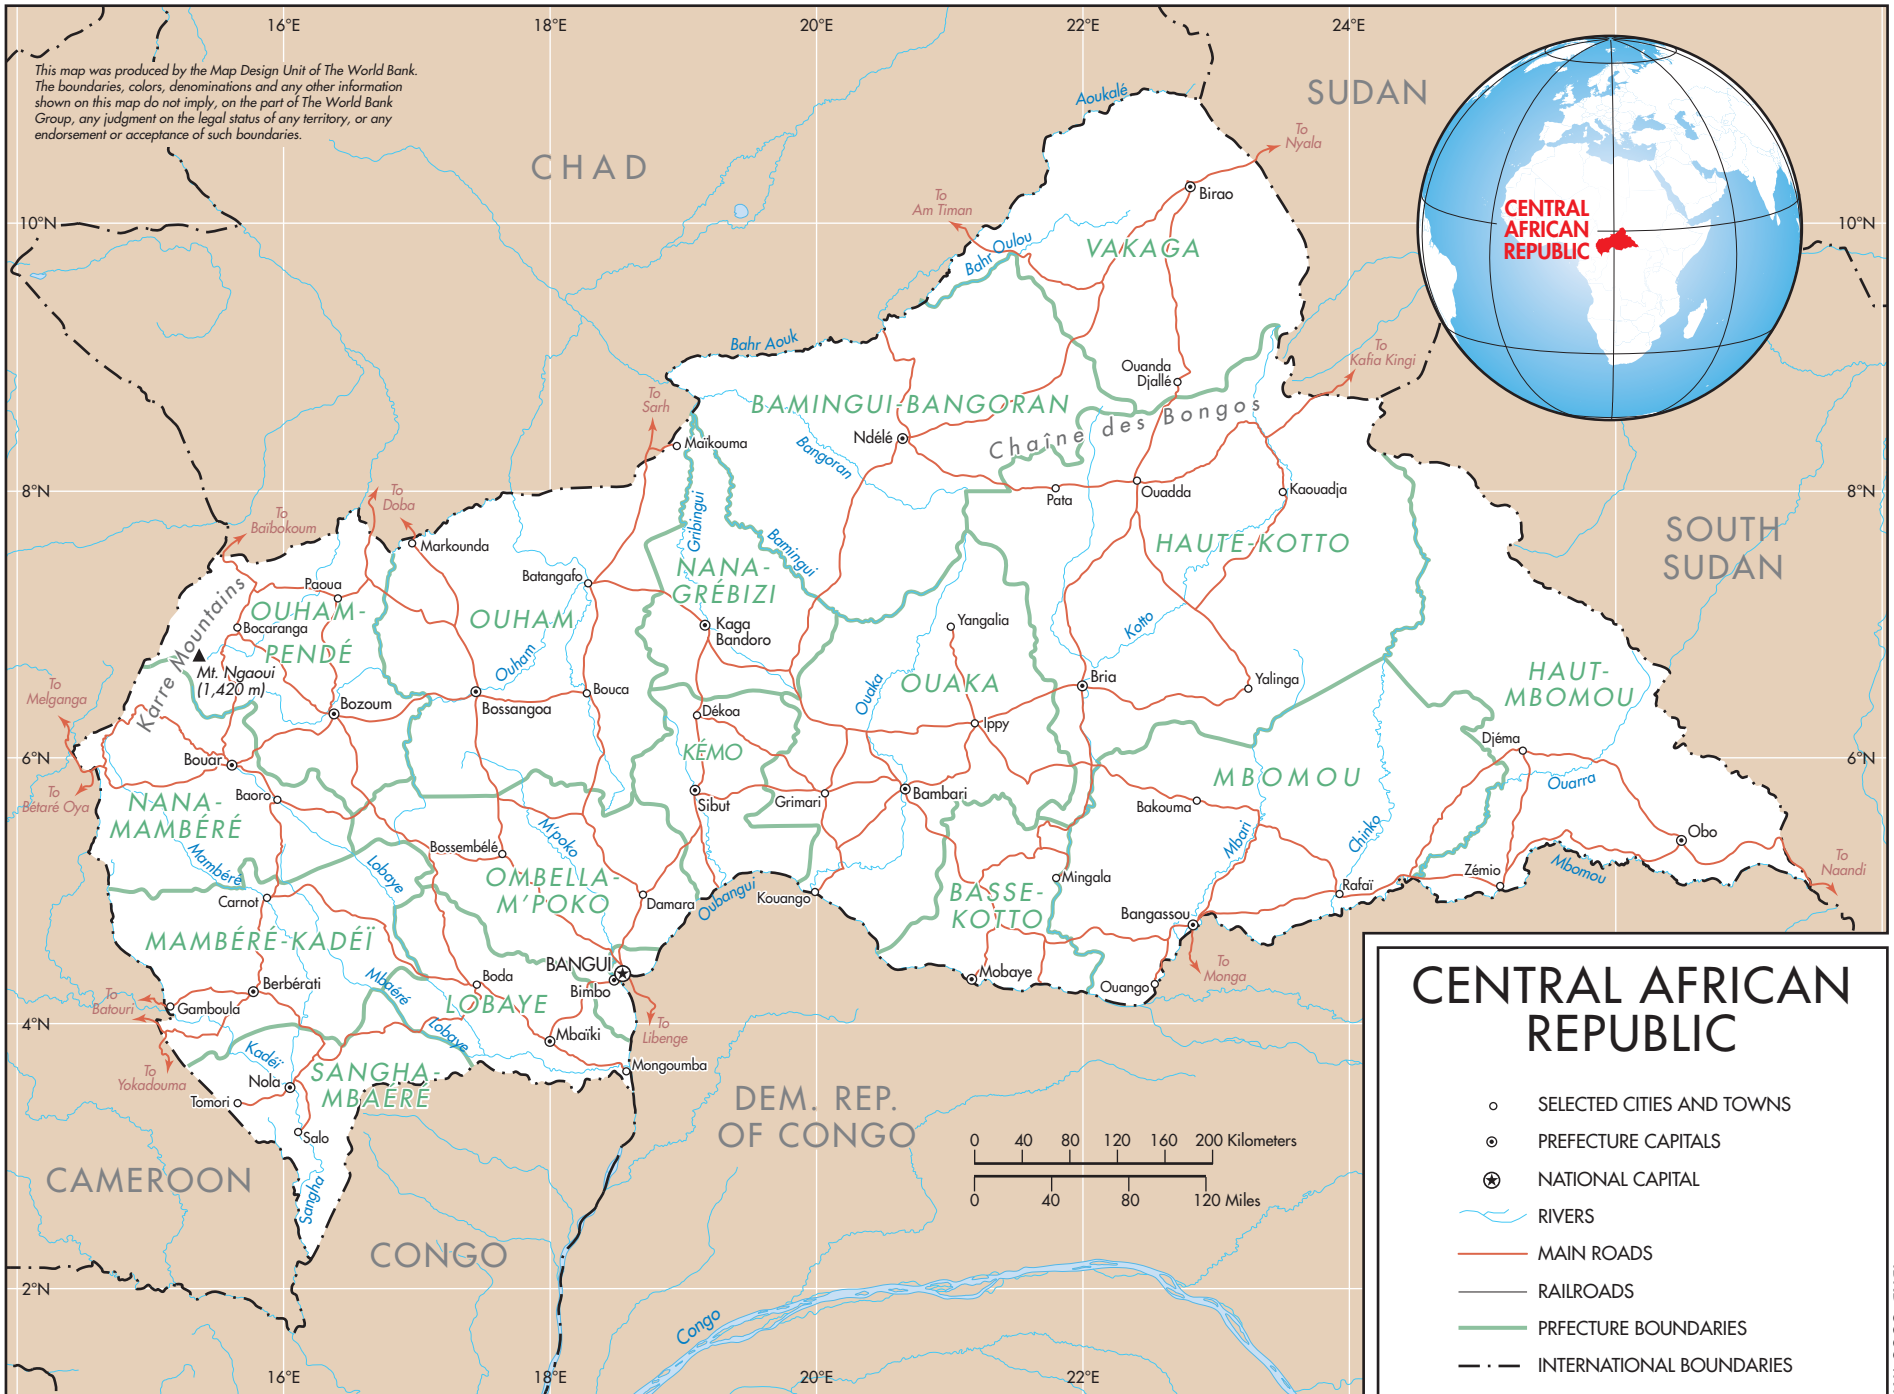 16°E
18°E
20°E
22°E
24°E
This map was produced by the Map Design Unit of The World Bank.
The boundaries, colors, denominations and any other information
shown on this map do not imply, on the part of The World Bank
Group, any judgment on the legal status of any territory, or any
endorsement or acceptance of such boundaries.
CHAD
SUDAN
Aoukalé
To
Nyala
Birao
To
Am Timan
10°N
10°N
CENTRAL
AFRICAN
REPUBLIC
VAKAGA
Bahr Oulou
Bahr Aouk
To
Kafia Kingi
Ouanda
Djallé
To
Sarh
BAMINGUI-BANGORAN
Chaîne des Bongos
Ndélé
Maïkouma
Bangoran
8°N
8°N
Pata
Ouadda
Kaouadja
To
Doba
To
Baïbokoum
Gribingui
Bamingui
Markounda
SOUTH
SUDAN
HAUTE-KOTTO
NANA-
GRÉBIZI
Batangafo
Paoua
OUHAM-
PENDÉ
OUHAM
Bocaranga
Karre Mountains
Kaga
Bandoro
Yangalia
Kotto
Mt. Ngaoui
(1,420 m)
Ouham
OUAKA
Ouaka
Bria
Yalinga
HAUT-
MBOMOU
To
Melganga
Bozoum
Bossangoa
Bouca
Dékoa
Ippy
KÉMO
Djéma
6°N
6°N
Bouar
MBOMOU
Ouarra
To
Bétaré Oya
Baoro
Sibut
Grimari
Bambari
Bakouma
NANA-
MAMBÉRÉ
M'poko
Mbari
Chinko
Obo
Bossembélé
Mambéré
Lobaye
OMBELLA-
M'POKO
Mingala
Zémio
Mbomou
To
Naandi
Carnot
Damara
Oubangui
Kouango
BASSE-
KOTTO
Rafaï
Bangassou
MAMBÉRÉ-KADÉÏ
BANGUI
Bimbo
Mobaye
Ouango
To
Monga
Berbérati
Mbaéré
Boda
LOBAYE
To
Batouri
Gamboula
4°N
Lobaye
Mbaïki
To
Libenge
Kadéï
Mongoumba
To
Yokadouma
Nola
SANGHA-
MBAÉRÉ
Tomori
Salo
DEM. REP.
OF CONGO
CAMEROON
Sangha
CONGO
2°N
Congo
0 40 80 120 160 200 Kilometers
0 40 80 120 Miles
CENTRAL AFRICAN
REPUBLIC
SELECTED CITIES AND TOWNS
PREFECTURE CAPITALS
NATIONAL CAPITAL
RIVERS
MAIN ROADS
RAILROADS
PRFECTURE BOUNDARIES
INTERNATIONAL BOUNDARIES
16°E
18°E
20°E
22°E